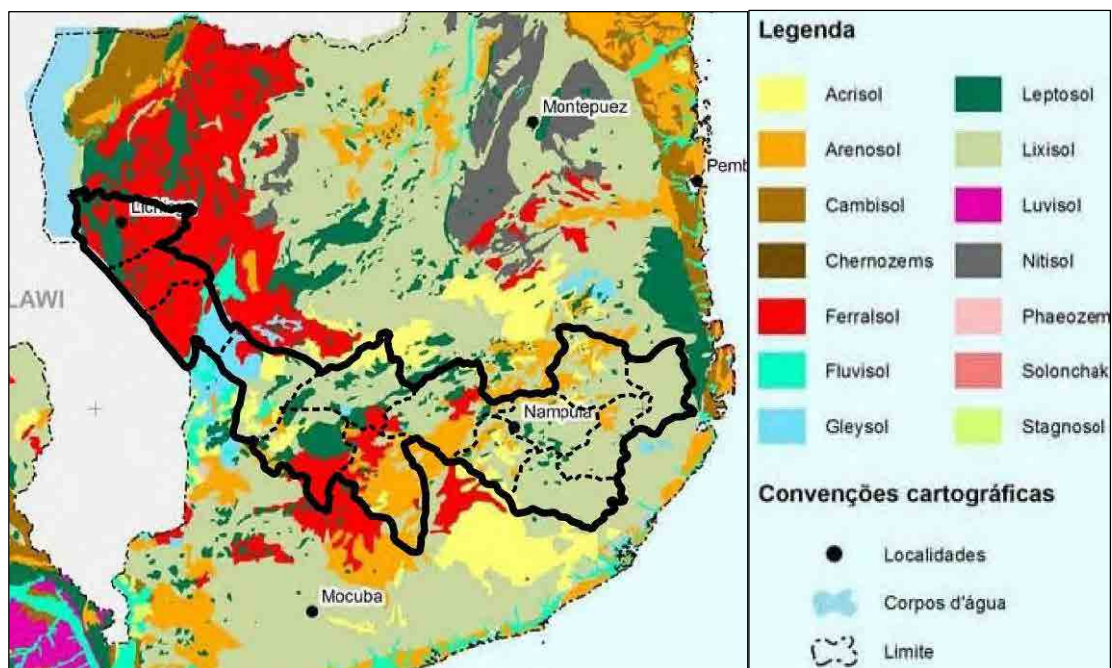 Montepuez
Pemb
LAWI
Nampula
Mocuba
Legenda
Acrisol
Arenosol
Cambisol
Chernozems
Ferralsol
Fluvisol
Gleysol
Leptosol
Lixisol
Luvisol
Nitisol
Phaeozem
Solonchak
Stagnosol
Convenções cartográficas
Localidades
Corpos d'água
Limite